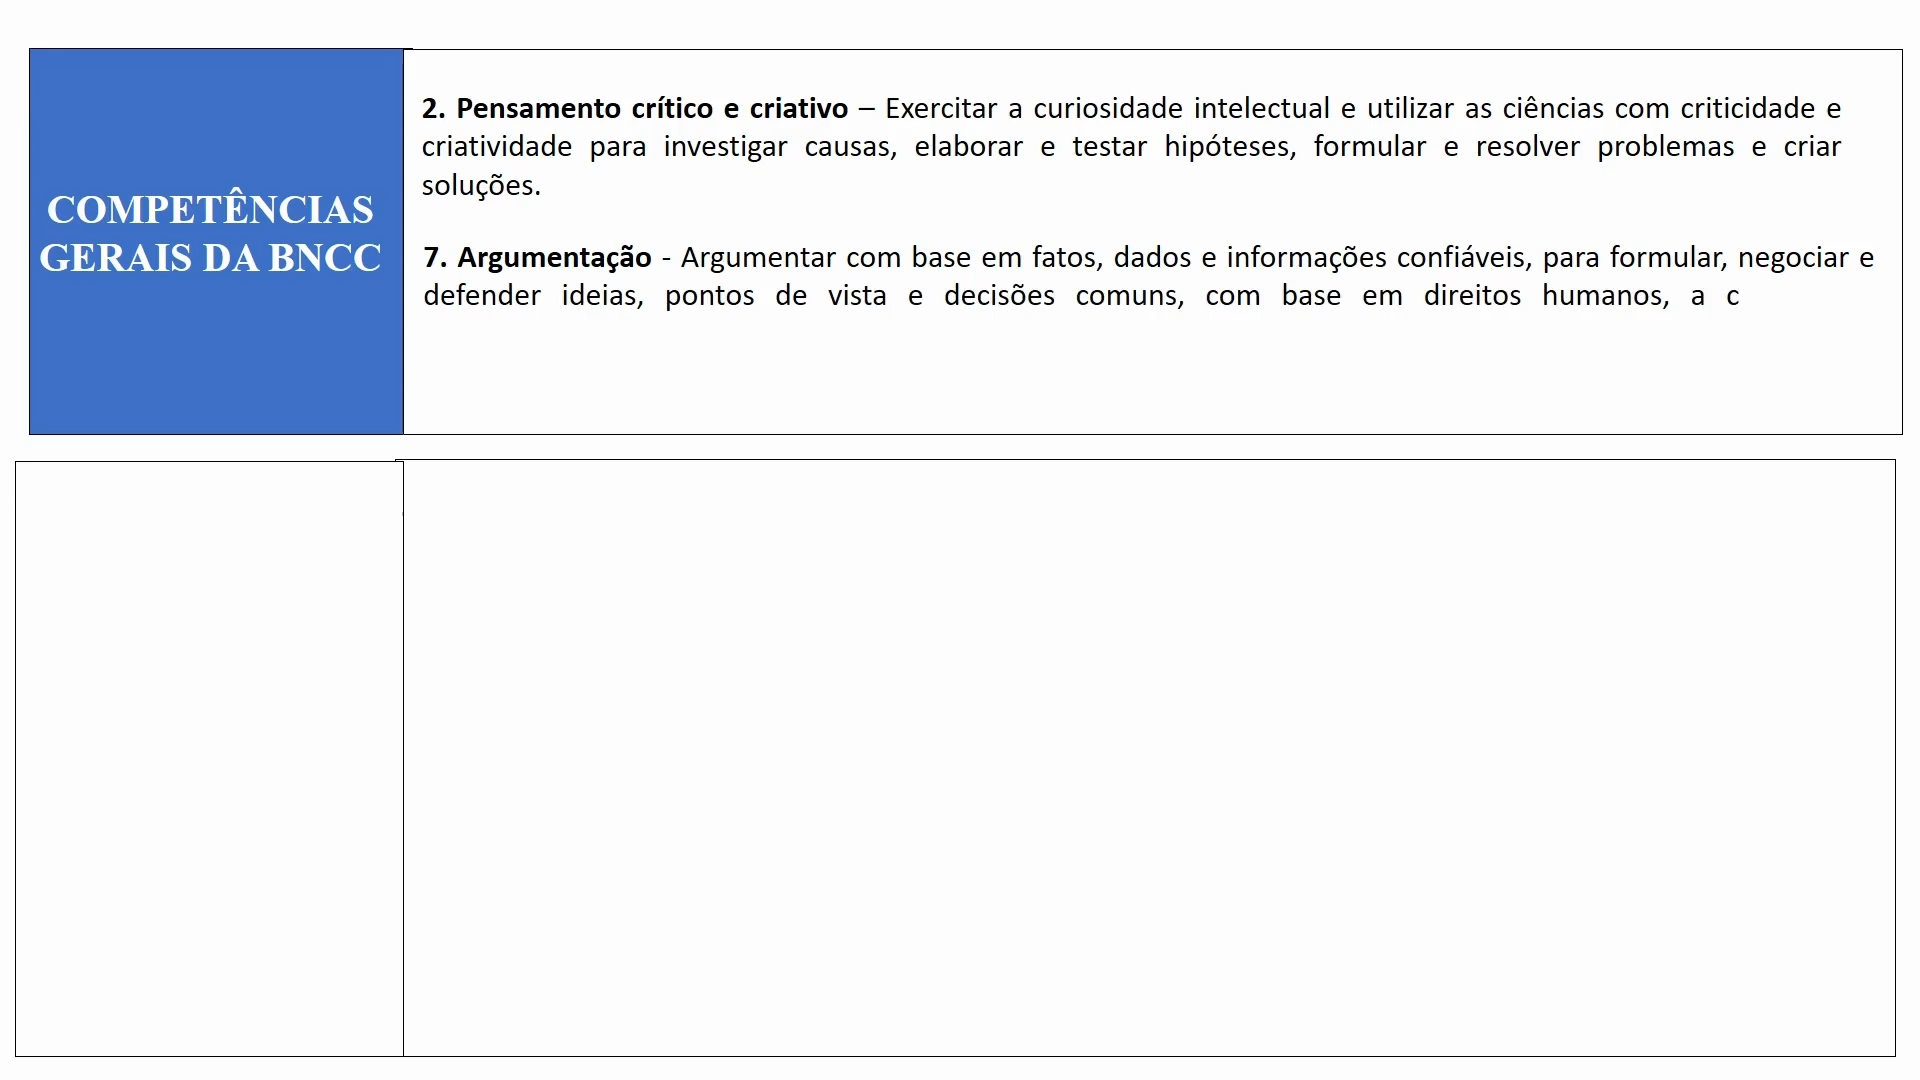 COMPETÊNCIAS
GERAIS DA BNCC
2. Pensamento crítico e criativo – Exercitar a curiosidade intelectual e utilizar as ciências com criticidade e
criatividade para investigar causas, elaborar e testar hipóteses, formular e resolver problemas e criar
soluções.
7. Argumentação - Argumentar com base em fatos, dados e informações confiáveis, para formular, negociar e
defender ideias, pontos de vista e decisões comuns, com base em direitos humanos, a c